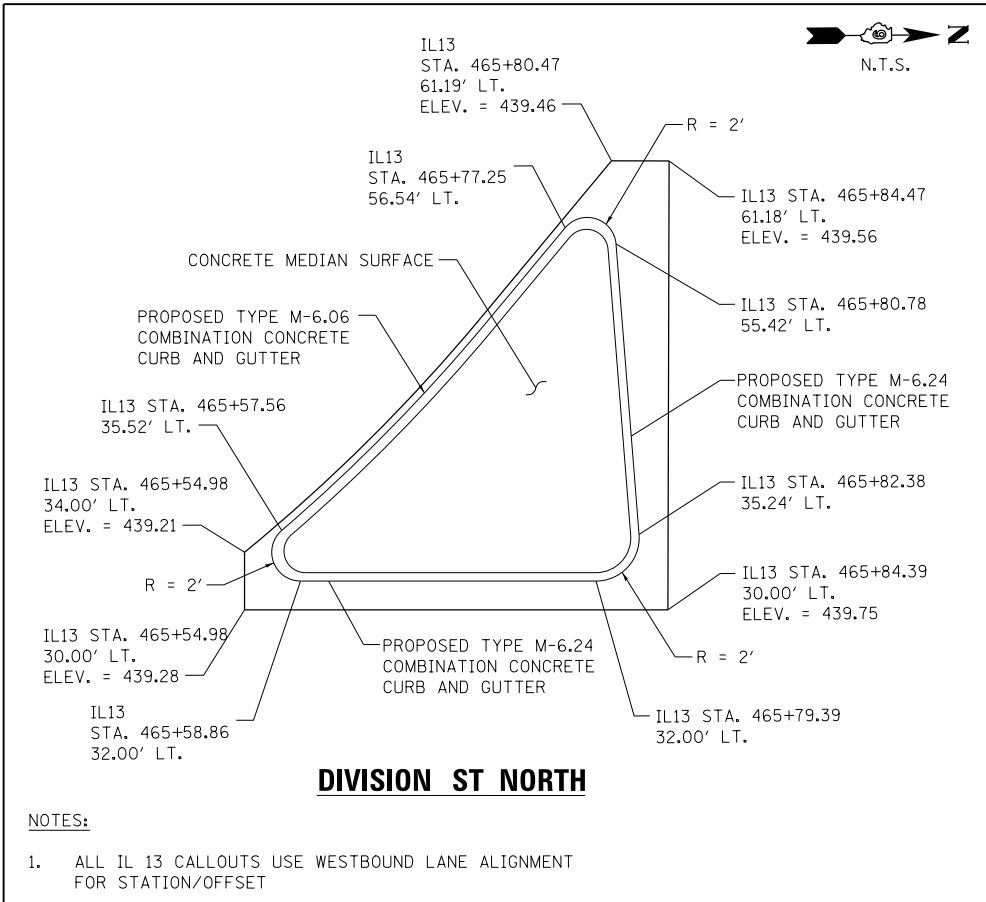 N
N.T.S.
IL13
STA. 465+80.47
61.19' LT.
ELEV. = 439.46
R = 2'
IL13
STA. 465+77.25
56.54' LT.
IL13 STA. 465+84.47
61.18' LT.
ELEV. = 439.56
CONCRETE MEDIAN SURFACE
IL13 STA. 465+80.78
55.42' LT.
PROPOSED TYPE M-6.06
COMBINATION CONCRETE
CURB AND GUTTER
PROPOSED TYPE M-6.24
COMBINATION CONCRETE
CURB AND GUTTER
IL13 STA. 465+57.56
35.52' LT.
IL13 STA. 465+54.98
34.00' LT.
ELEV. = 439.21
IL13 STA. 465+82.38
35.24' LT.
R = 2'
IL13 STA. 465+84.39
30.00' LT.
ELEV. = 439.75
IL13 STA. 465+54.98
30.00' LT.
ELEV. = 439.28
PROPOSED TYPE M-6.24
COMBINATION CONCRETE
CURB AND GUTTER
R = 2'
IL13
STA. 465+58.86
32.00' LT.
IL13 STA. 465+79.39
32.00' LT.
DIVISION ST NORTH
NOTES:
1. ALL IL 13 CALLOUTS USE WESTBOUND LANE ALIGNMENT
FOR STATION/OFFSET